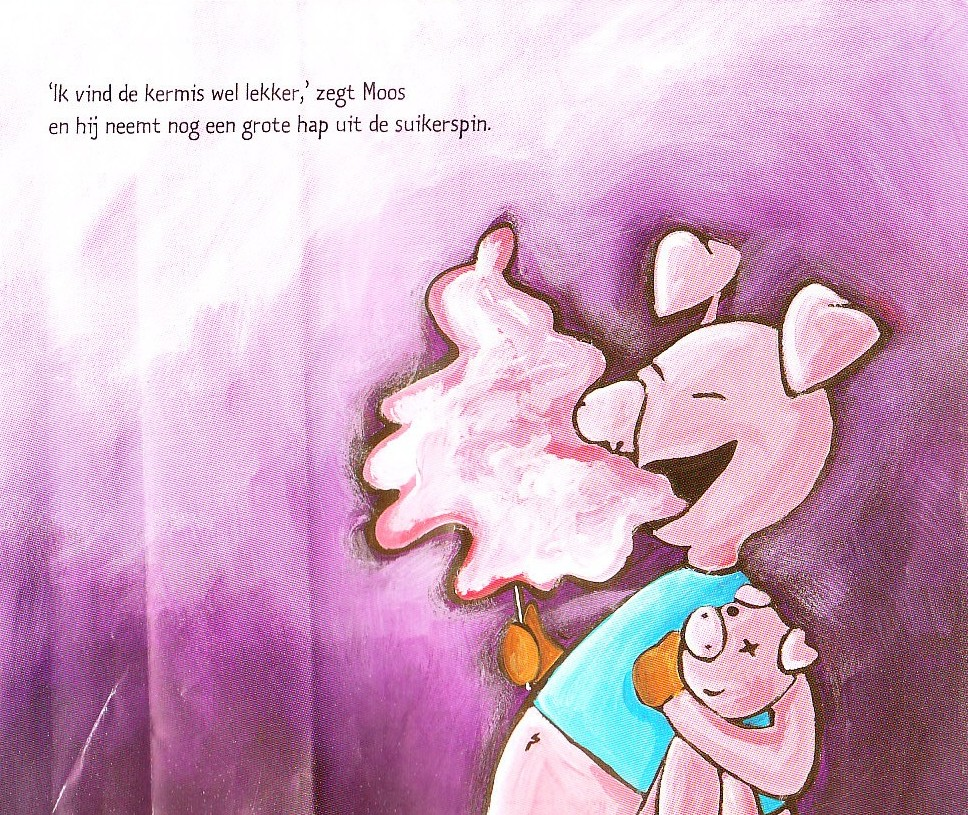 ‘Ik vind de kermis wel lekker,’ zegt Moos
en hij neemt nog een grote hap uit de suikerspin.